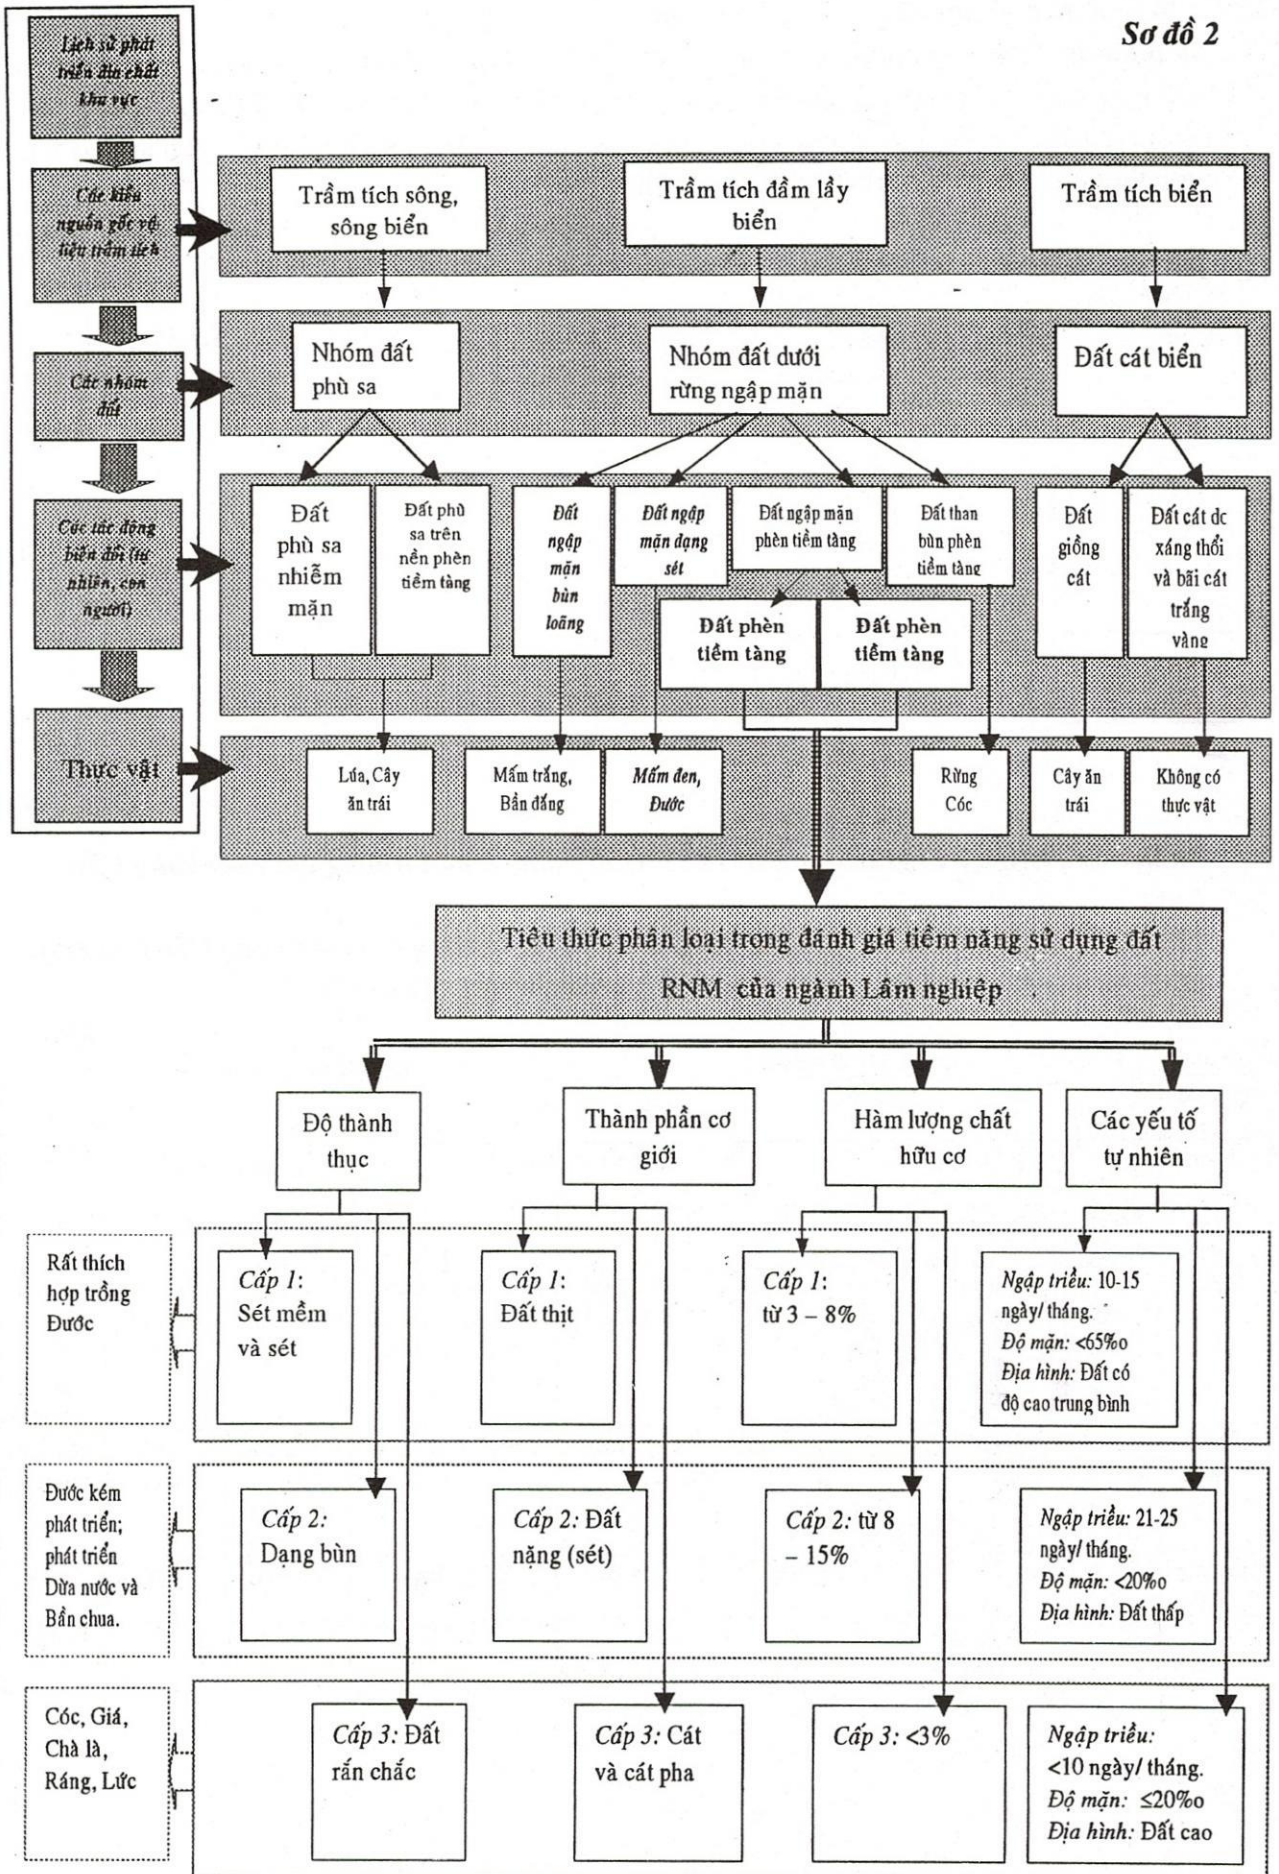 Sơ đồ 2
Lịch sử phát
triển địa chất
khu vực
Các kiểu
nguồn gốc vậ
liệu trầm tích
Trầm tích sông,
sông biển
Trầm tích đầm lầy
biển
Trầm tích biển
Các nhóm
đất
Nhóm đất
phù sa
Nhóm đất dưới
rừng ngập mặn
Đất cát biển
Các tác động
biến đổi (tự
nhiên, con
người)
Đất
phù sa
nhiễm
mặn
Đất phù
sa trên
nền phèn
tiềm tàng
Đất
ngập
mặn
bùn
loãng
Đất ngập
mặn dạng
sét
Đất ngập mặn
phèn tiềm tàng
Đất than
bùn phèn
tiềm tàng
Đất phèn
tiềm tàng
Đất phèn
tiềm tàng
Đất
giồng
cát
Đất cát dc
xáng thổi
và bãi cát
trắng
vàng
Thực vật
Lúa, Cây
ăn trái
Mấm trắng,
Bần đắng
Mấm đen,
Đước
Rừng
Cóc
Cây ăn
trái
Không có
thực vật
Tiêu thức phân loại trong đánh giá tiềm năng sử dụng đất
RNM của ngành Lâm nghiệp
Độ thành
thục
Thành phần cơ
giới
Hàm lượng chất
hữu cơ
Các yếu tố
tự nhiên
Rất thích
hợp trồng
Đước
Cấp 1:
Sét mềm
và sét
Cấp 1:
Đất thịt
Cấp 1:
từ 3 – 8%
Ngập triều: 10-15
ngày/ tháng.
Độ mặn: <65‰
Địa hình: Đất có
độ cao trung bình
Đước kém
phát triển;
phát triển
Dừa nước và
Bần chua.
Cấp 2:
Dạng bùn
Cấp 2: Đất
nặng (sét)
Cấp 2: từ 8
– 15%
Ngập triều: 21-25
ngày/ tháng.
Độ mặn: <20‰
Địa hình: Đất thấp
Cóc, Giá,
Chà là,
Ráng, Lức
Cấp 3: Đất
rắn chắc
Cấp 3: Cát
và cát pha
Cấp 3: <3%
Ngập triều:
<10 ngày/ tháng.
Độ mặn: ≤20‰
Địa hình: Đất cao